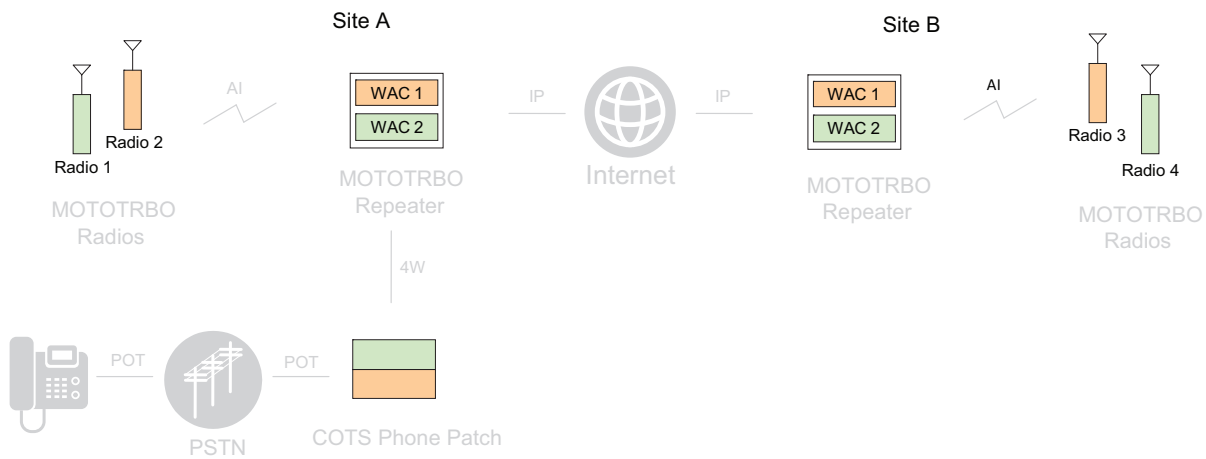 Site A
Site B
AI
WAC 1
WAC 2
IP
IP
WAC 1
WAC 2
AI
Radio 2
Radio 1
Radio 3
Radio 4
Internet
MOTOTRBO
Repeater
MOTOTRBO
Repeater
MOTOTRBO
Radios
MOTOTRBO
Radios
4W
POT
POT
PSTN
COTS Phone Patch